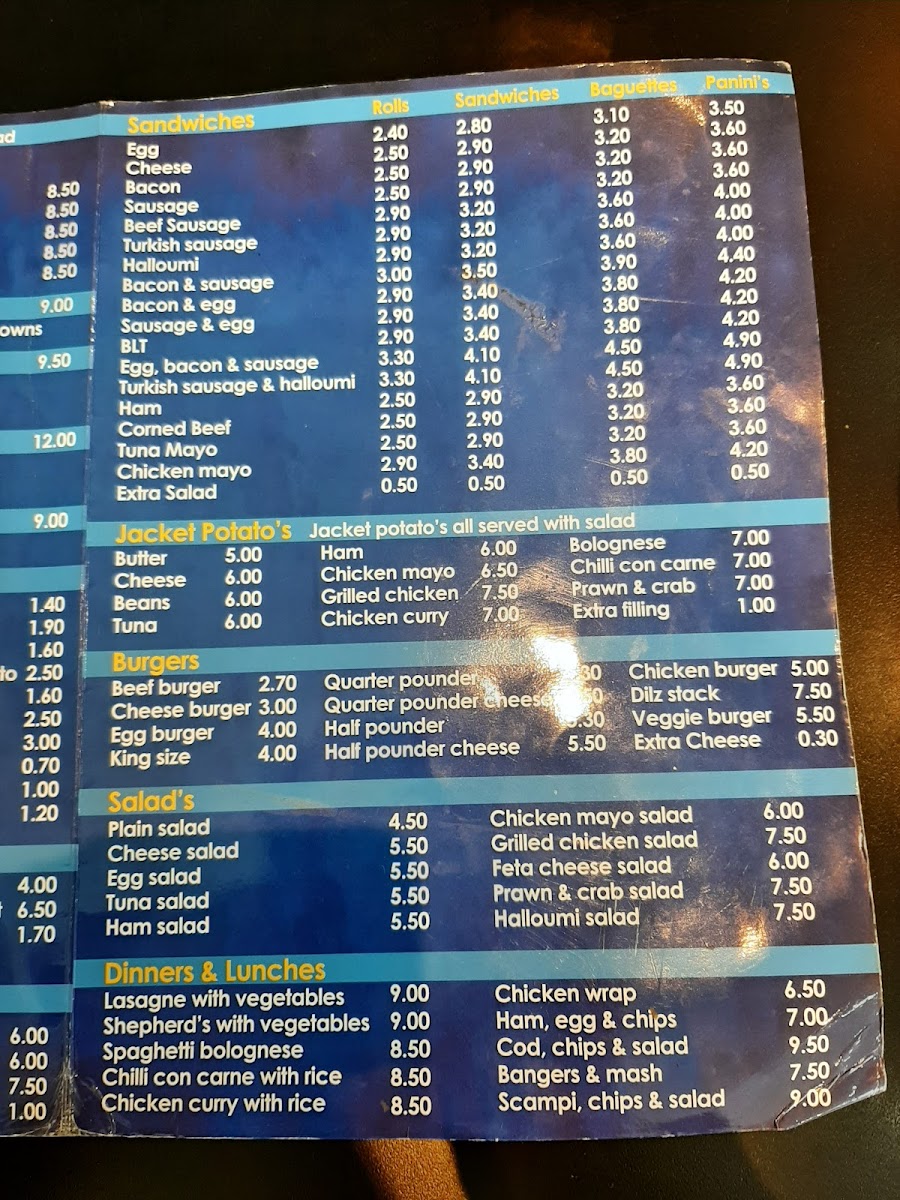 8.50
8.50
8.50
8.50
8.50
9.00
9.50
12.00
9.00
1.40
1.90
1.60
2.50
1.60
2.50
3.00
0.70
1.00
1.20
4.00
6.50
1.70
6.00
6.00
7.50
1.00
Sandwiches Rolls Sandwiches Baguettes Panini's
Egg 2.40 2.80 3.10 3.50
Cheese 2.50 2.90 3.20 3.60
Bacon 2.50 2.90 3.20 3.60
Sausage 2.50 2.90 3.20 3.60
Beef Sausage 2.90 3.20 3.60 4.00
Turkish sausage 2.90 3.20 3.60 4.00
Halloumi 2.90 3.20 3.60 4.00
Bacon & sausage 3.00 3.50 3.90 4.40
Bacon & egg 2.90 3.40 3.80 4.20
Sausage & egg 2.90 3.40 3.80 4.20
BLT 2.90 3.40 3.80 4.20
Egg, bacon & sausage 3.30 4.10 4.50 4.90
Turkish sausage & halloumi 3.30 4.10 4.50 4.90
Ham 2.50 2.90 3.20 3.60
Corned Beef 2.50 2.90 3.20 3.60
Tuna Mayo 2.50 2.90 3.20 3.60
Chicken mayo 2.90 3.40 3.80 4.20
Extra Salad 0.50 0.50 0.50 0.50
Jacket Potato's Jacket potato's all served with salad
Butter 5.00 Ham 6.00 Bolognese 7.00
Cheese 6.00 Chicken mayo 6.50 Chilli con carne 7.00
Beans 6.00 Grilled chicken 7.50 Prawn & crab 7.00
Tuna 6.00 Chicken curry 7.00 Extra filling 1.00
Burgers
Beef burger 2.70 Quarter pounder Chicken burger 5.00
Cheese burger 3.00 Quarter pounder cheese Dilz stack 7.50
Egg burger 4.00 Half pounder Veggie burger 5.50
King size 4.00 Half pounder cheese 5.50 Extra Cheese 0.30
Salad's
Plain salad 4.50 Chicken mayo salad 6.00
Cheese salad 5.50 Grilled chicken salad 7.50
Egg salad 5.50 Feta cheese salad 6.00
Tuna salad 5.50 Prawn & crab salad 7.50
Ham salad 5.50 Halloumi salad 7.50
Dinners & Lunches
Lasagne with vegetables 9.00 Chicken wrap 6.50
Shepherd's with vegetables 9.00 Ham, egg & chips 7.00
Spaghetti bolognese 8.50 Cod, chips & salad 9.50
Chilli con carne with rice 8.50 Bangers & mash 7.50
Chicken curry with rice 8.50 Scampi, chips & salad 9.00